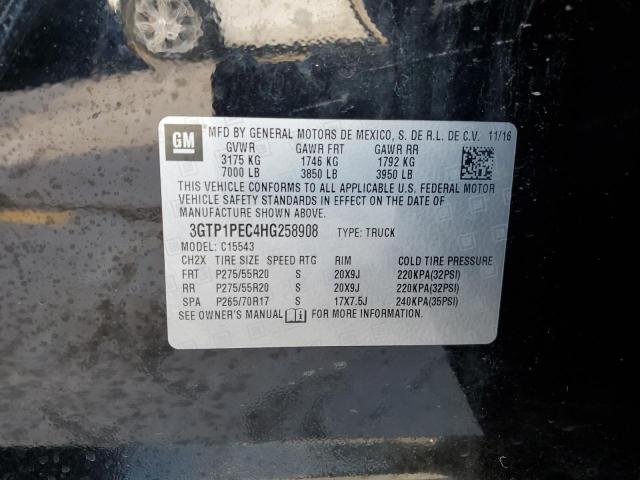 GM
MFD BY GENERAL MOTORS DE MEXICO, S. DE R.L. DE C.V. 11/16
GVWR GAWR FRT GAWR RR
3175 KG 1746 KG 1792 KG
7000 LB 3850 LB 3950 LB
THIS VEHICLE CONFORMS TO ALL APPLICABLE U.S. FEDERAL MOTOR
VEHICLE SAFETY STANDARDS IN EFFECT ON THE DATE OF
MANUFACTURE SHOWN ABOVE.
3GTP1PEC4HG258908 TYPE: TRUCK
MODEL: C15543
CH2X TIRE SIZE SPEED RTG RIM COLD TIRE PRESSURE
FRT P275/55R20 S 20X9J 220KPA(32PSI)
RR P275/55R20 S 20X9J 220KPA(32PSI)
SPA P265/70R17 S 17X7.5J 240KPA(35PSI)
SEE OWNER'S MANUAL FOR MORE INFORMATION.